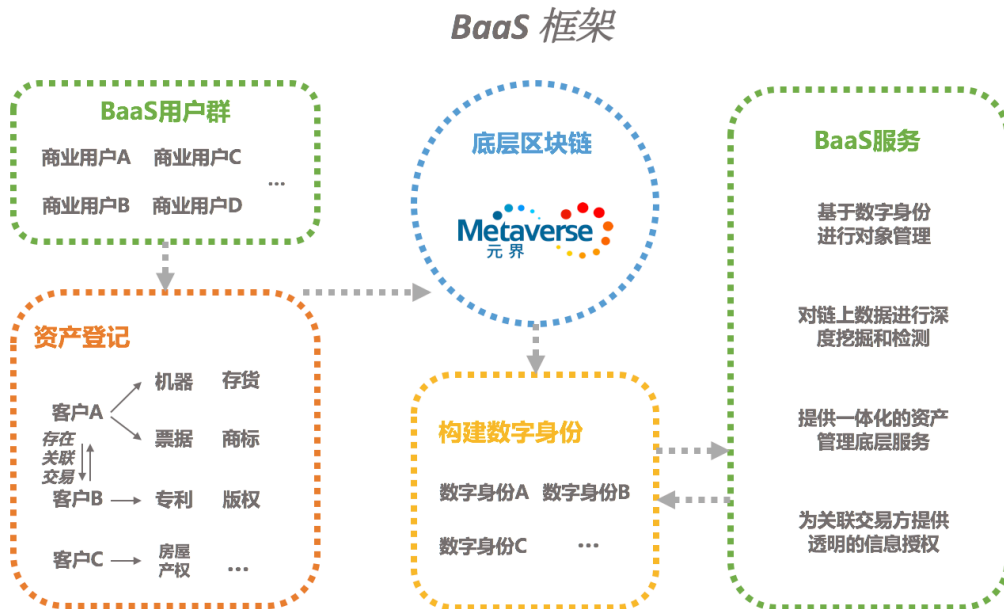 BaaS 框架
BaaS用户群
商业用户A 商业用户C
...
商业用户B 商业用户D
资产登记
机器 存货
客户A
票据 商标
存在
关联
交易
客户B 专利 版权
客户C 房屋
产权 ...
底层区块链
Metaverse
元界
构建数字身份
数字身份A 数字身份B
数字身份C ...
BaaS服务
基于数字身份
进行对象管理
对链上数据进行深
度挖掘和检测
提供一体化的资产
管理底层服务
为关联交易方提供
透明的信息授权